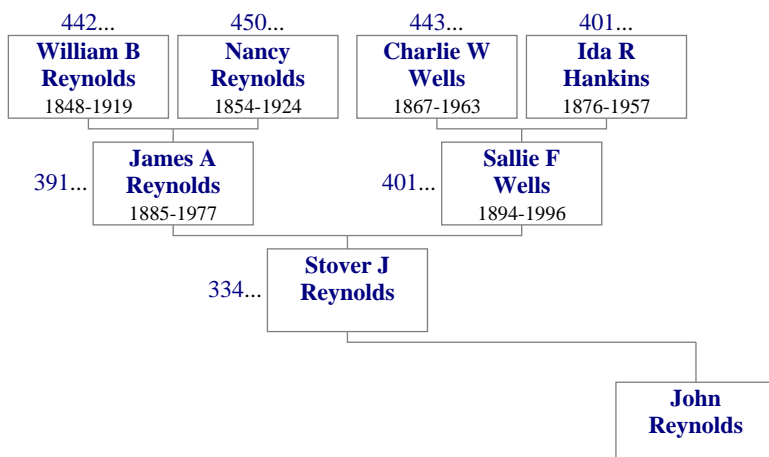 442... 450... 443... 401...
William B Nancy Charlie W Ida R
Reynolds Reynolds Wells Hankins
1848-1919 1854-1924 1867-1963 1876-1957
James A Sallie F
391... Reynolds 401... Wells
1885-1977 1894-1996
Stover J
334... Reynolds
John
Reynolds